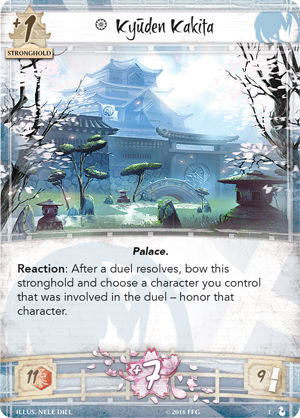 +1
Kyūden Kakita
STRONGHOLD
Palace.
Reaction: After a duel resolves, bow this
stronghold and choose a character you control
that was involved in the duel – honor that
character.
11
+7
9
ILLUS: NELE DIEL
© 2018 FFG
1